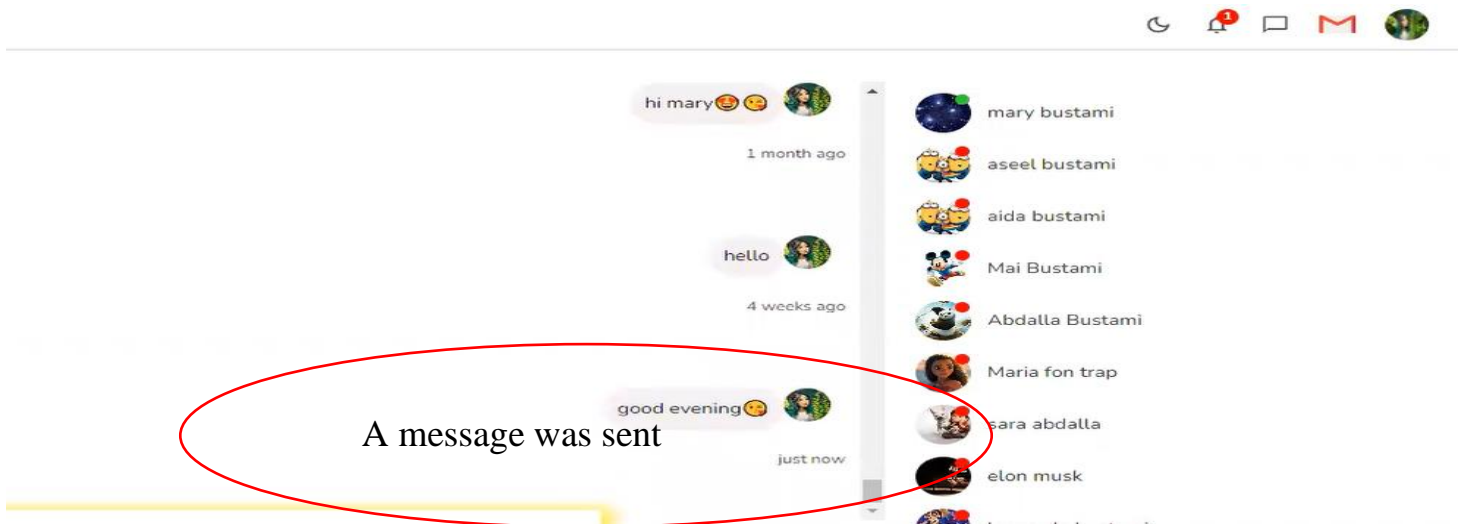 1
hi mary😍😘
1 month ago
hello
4 weeks ago
good evening😘
A message was sent
just now
mary bustami
aseel bustami
aida bustami
Mai Bustami
Abdalla Bustami
Maria fon trap
sara abdalla
elon musk